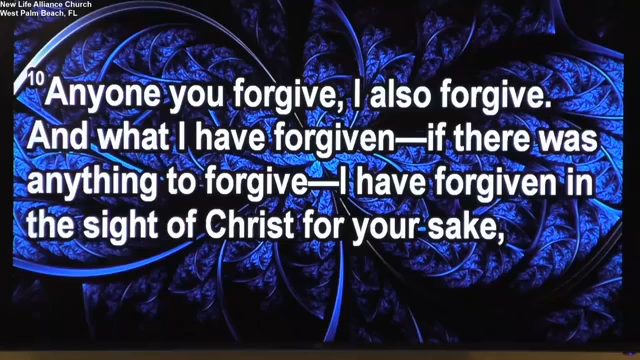 New Life Alliance Church
West Palm Beach, FL
10 Anyone you forgive, I also forgive.
And what I have forgiven—if there was
anything to forgive—I have forgiven in
the sight of Christ for your sake,